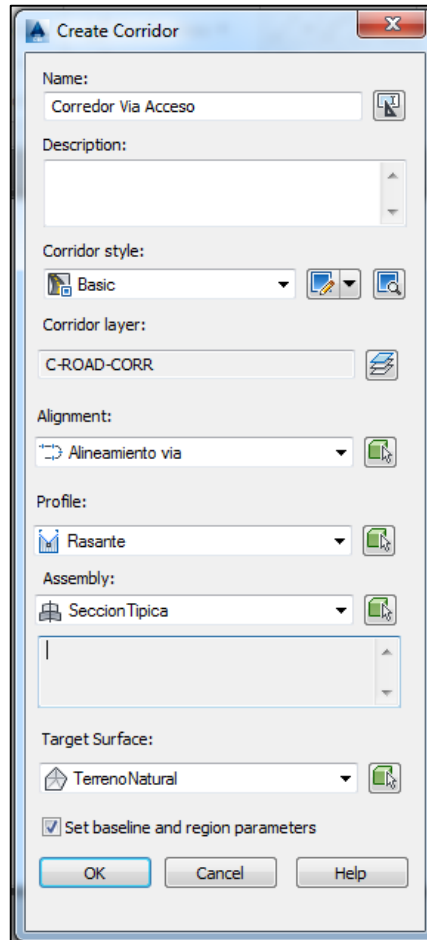 Create Corridor
Name:
Corredor Via Acceso
Description:
Corridor style:
Basic
Corridor layer:
C-ROAD-CORR
Alignment:
Alineamiento via
Profile:
Rasante
Assembly:
SeccionTipica
Target Surface:
TerrenoNatural
Set baseline and region parameters
OK Cancel Help